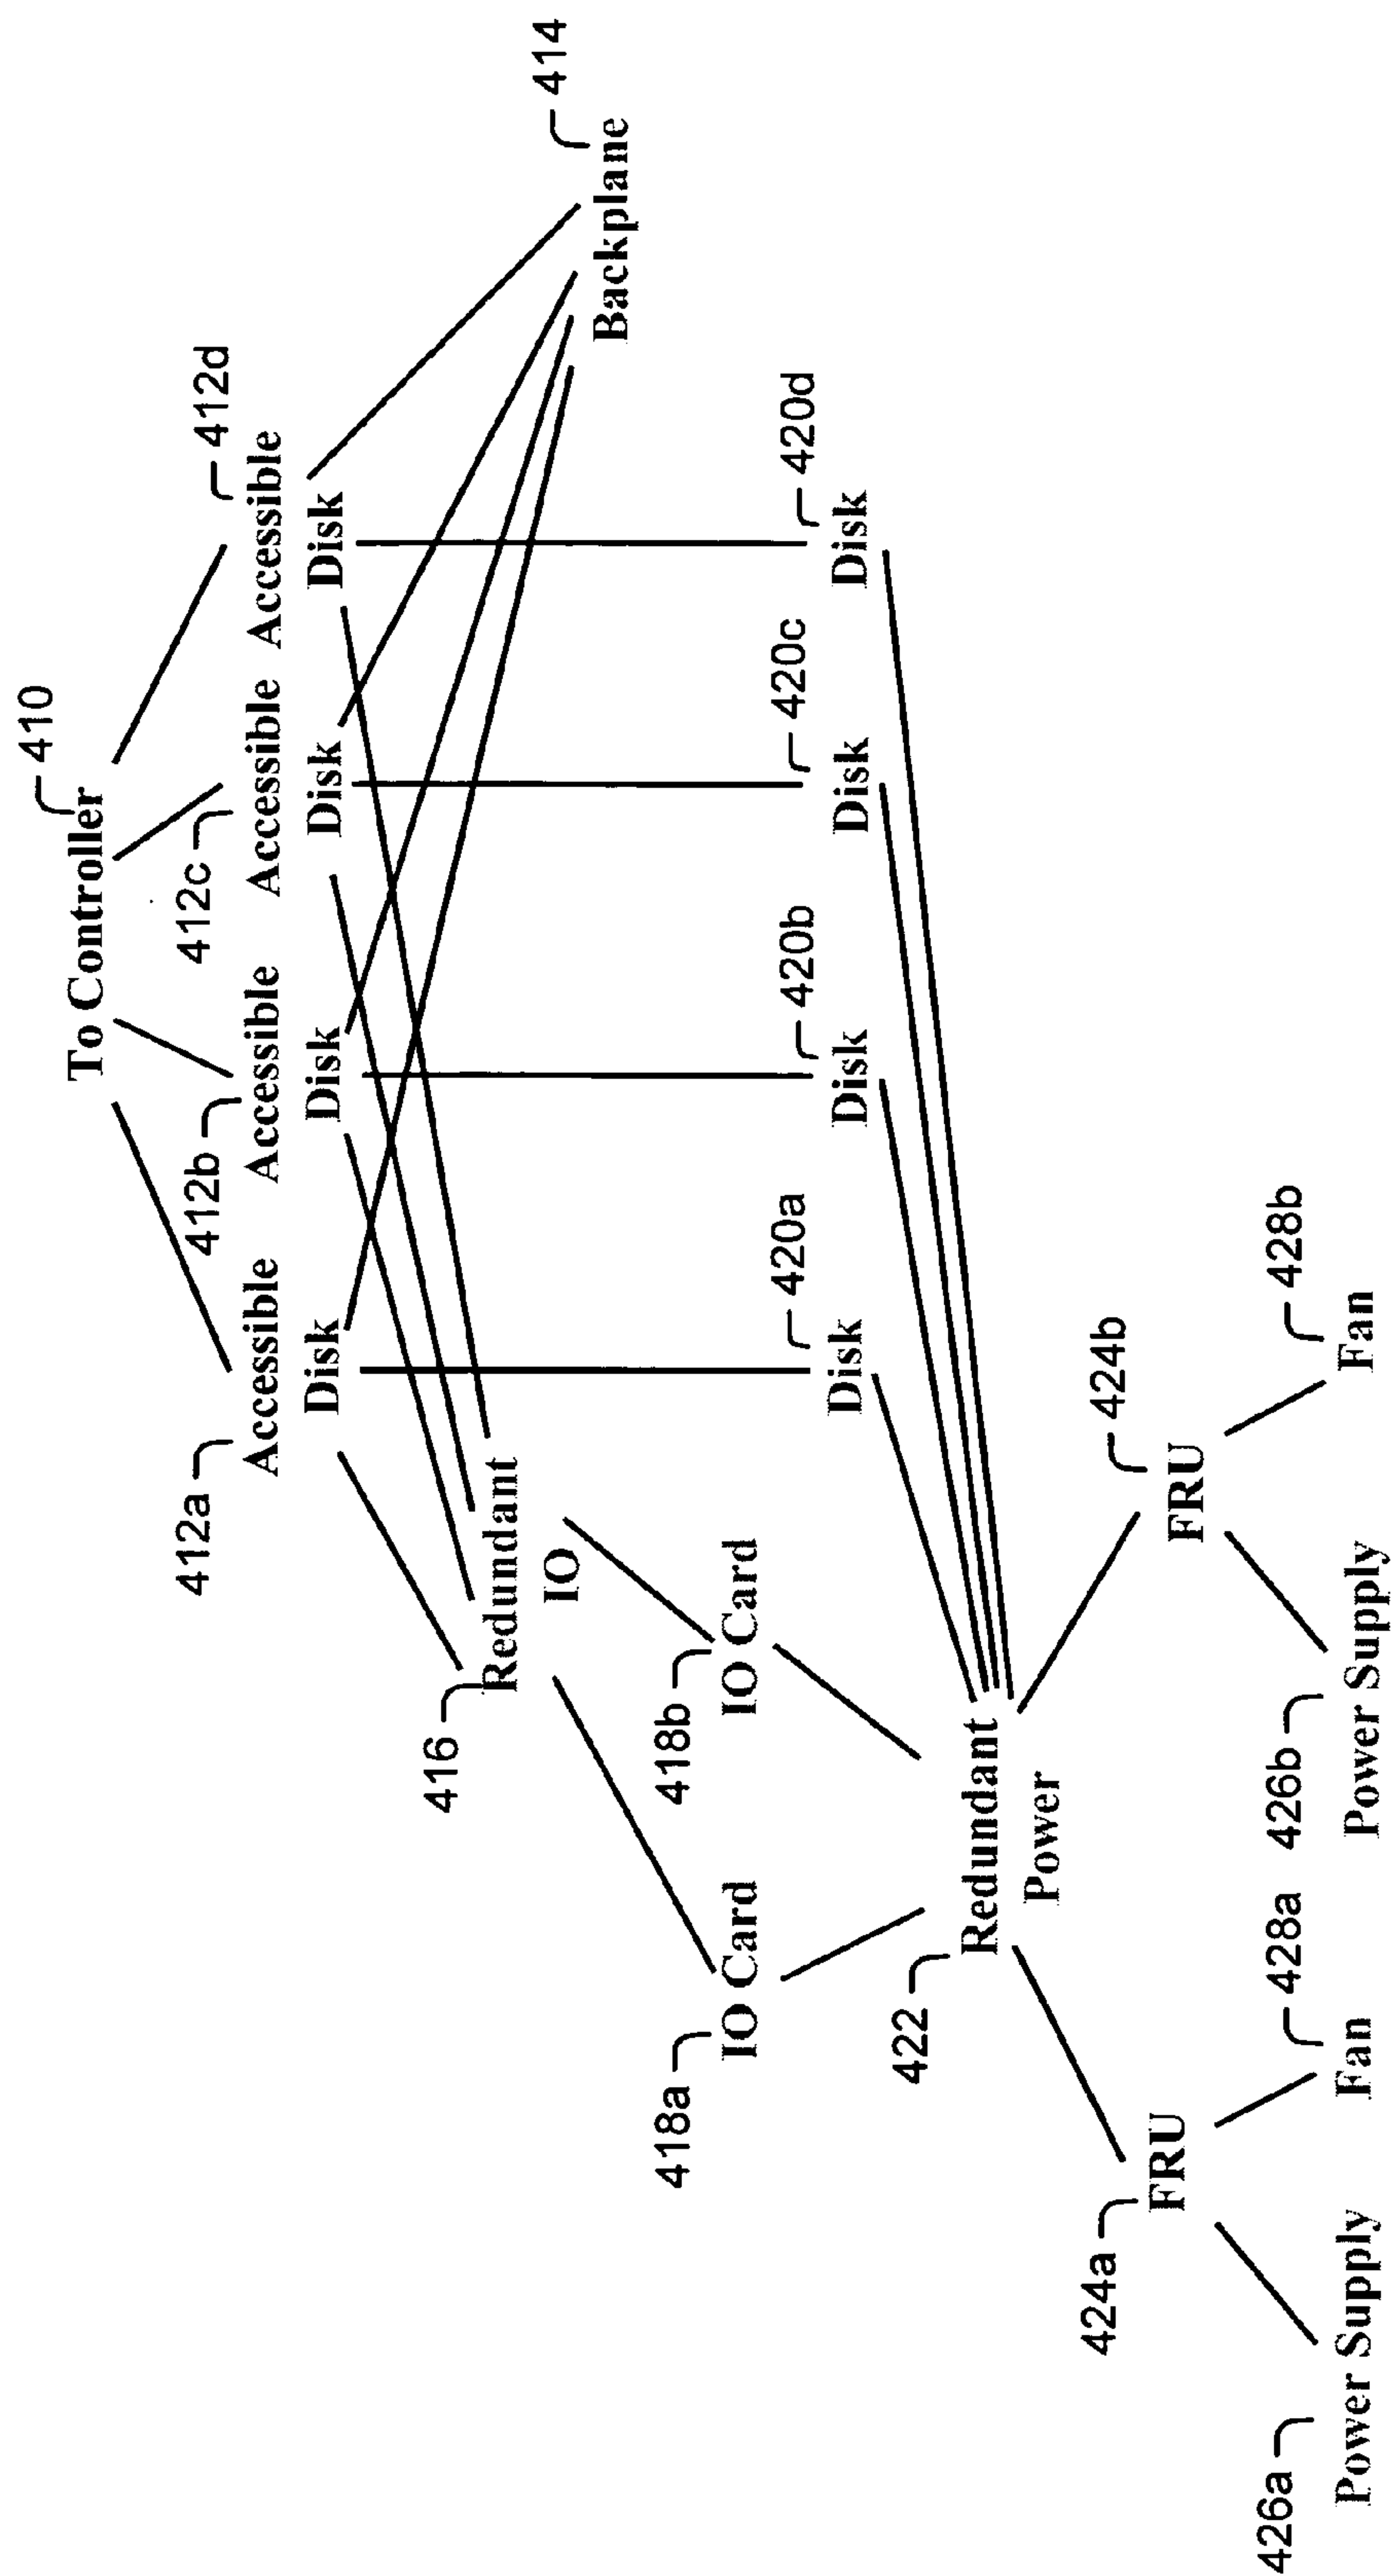 410
To Controller
412a
412b
412c
412d
Accessible
Disk
Accessible
Disk
Accessible
Disk
Accessible
Disk
414
Backplane
416
Redundant
IO
418a
IO Card
418b
IO Card
420a
Disk
420b
Disk
420c
Disk
420d
Disk
422
Redundant
Power
424a
FRU
424b
FRU
426a
Power Supply
428a
Fan
426b
Power Supply
428b
Fan